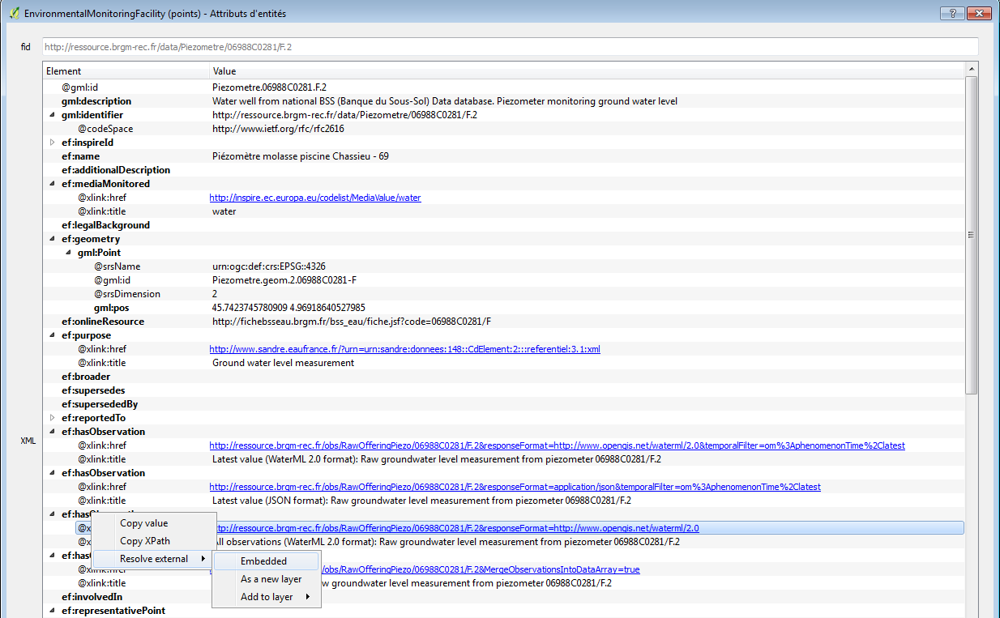 EnvironmentalMonitoringFacility (points) - Attributs d'entités
fid http://ressource.brgm-rec.fr/data/Piezometre/06988C0281/F.2
Element Value
@gml:id Piezometre.06988C0281.F.2
gml:description Water well from national BSS (Banque du Sous-Sol) Data database. Piezometer monitoring ground water level
gml:identifier http://ressource.brgm-rec.fr/data/Piezometre/06988C0281/F.2
@codeSpace http://www.ietf.org/rfc/rfc2616
ef:inspireId
ef:name Piézomètre molasse piscine Chassieu - 69
ef:additionalDescription
ef:mediaMonitored
@xlink:href http://inspire.ec.europa.eu/codelist/MediaValue/water
@xlink:title water
ef:legalBackground
ef:geometry
gml:Point
@srsName urn:ogc:def:crs:EPSG::4326
@gml:id Piezometre.geom.2.06988C0281-F
@srsDimension 2
gml:pos 45.7423745780909 4.96918640527985
ef:onlineResource http://fichebsseau.brgm.fr/bss_eau/fiche.jsf?code=06988C0281/F
ef:purpose
@xlink:href http://www.sandre.eaufrance.fr/?urn=urn:sandre:donnees:148::CdElement:2:::referentiel:3.1:xml
@xlink:title Ground water level measurement
ef:broader
ef:supersedes
ef:supersededBy
ef:reportedTo
XML ef:hasObservation
@xlink:href http://ressource.brgm-rec.fr/obs/RawOfferingPiezo/06988C0281/F.2&responseFormat=http://www.opengis.net/waterml/2.0&temporalFilter=om%3AphenomenonTime%2Clatest
@xlink:title Latest value (WaterML 2.0 format): Raw groundwater level measurement from piezometer 06988C0281/F.2
ef:hasObservation
@xlink:href http://ressource.brgm-rec.fr/obs/RawOfferingPiezo/06988C0281/F.2&responseFormat=application/json&temporalFilter=om%3AphenomenonTime%2Clatest
@xlink:title Latest value (JSON format): Raw groundwater level measurement from piezometer 06988C0281/F.2
ef:has
@x ttp://ressource.brgm-rec.fr/obs/RawOfferingPiezo/06988C0281/F.2&responseFormat=http://www.opengis.net/waterml/2.0
@x ll observations (WaterML 2.0 format): Raw groundwater level measurement from piezometer 06988C0281/F.2
ef:has
.fr/obs/RawOfferingPiezo/06988C0281/F.2&MergeObservationsIntoDataArray=true
@xlink:title w groundwater level measurement from piezometer 06988C0281/F.2
ef:involvedIn
ef:representativePoint
Copy value
Copy XPath
Resolve external
Embedded
As a new layer
Add to layer